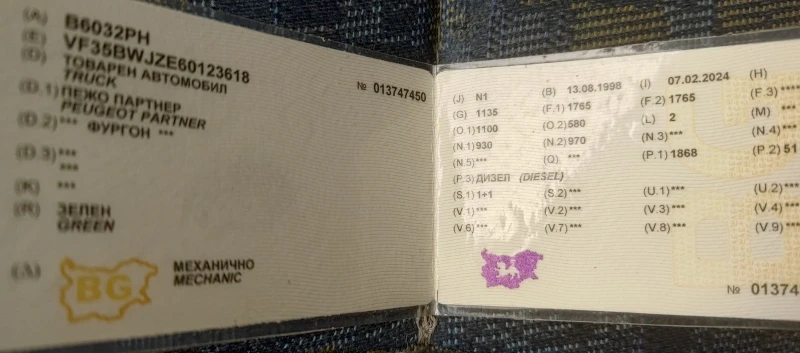 (A) B6032PH
(E) VF35BWJZE60123618
(D) ТОВАРЕН АВТОМОБИЛ
TRUCK
(D.1) ПЕЖО ПАРТНЕР
PEUGEOT PARTNER
(D.2) *** ФУРГОН ***
(D.3) ***
***
(K) ***
(R) ЗЕЛЕН
GREEN
BG
МЕХАНИЧНО
MECHANIC
№ 013747450
(J) N1 (B) 13.08.1998 (I) 07.02.2024 (H)
(G) 1135 (F.1) 1765 (F.2) 1765 (F.3) ****
(O.1) 1100 (O.2) 580 (L) 2 (M) ***
(N.1) 930 (N.2) 970 (N.3) *** (N.4) ***
(N.5) *** (Q) *** (P.1) 1868 (P.2) 51
(P.3) ДИЗЕЛ (DIESEL)
(S.1) 1+1 (S.2) *** (U.1) *** (U.2) ***
(V.1) *** (V.2) *** (V.3) *** (V.4) ***
(V.6) *** (V.7) *** (V.8) *** (V.9) ***
№ 01374